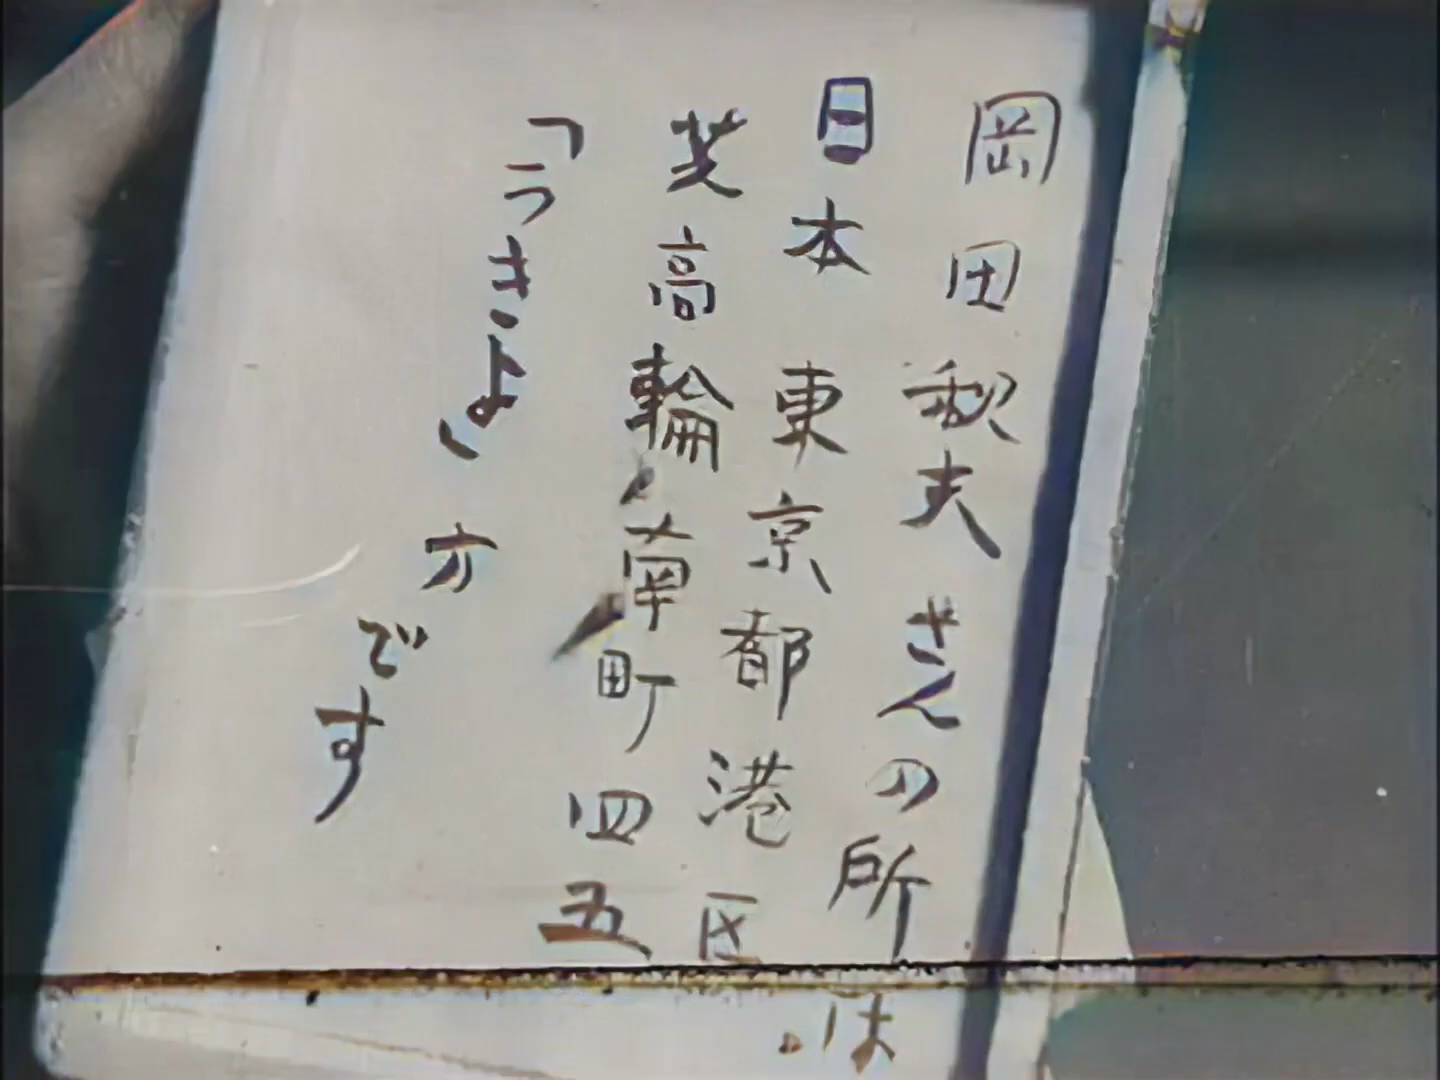 岡田秋夫さんの所は、
日本東京都港区
芝高輪南町四五
「うきよ」方です